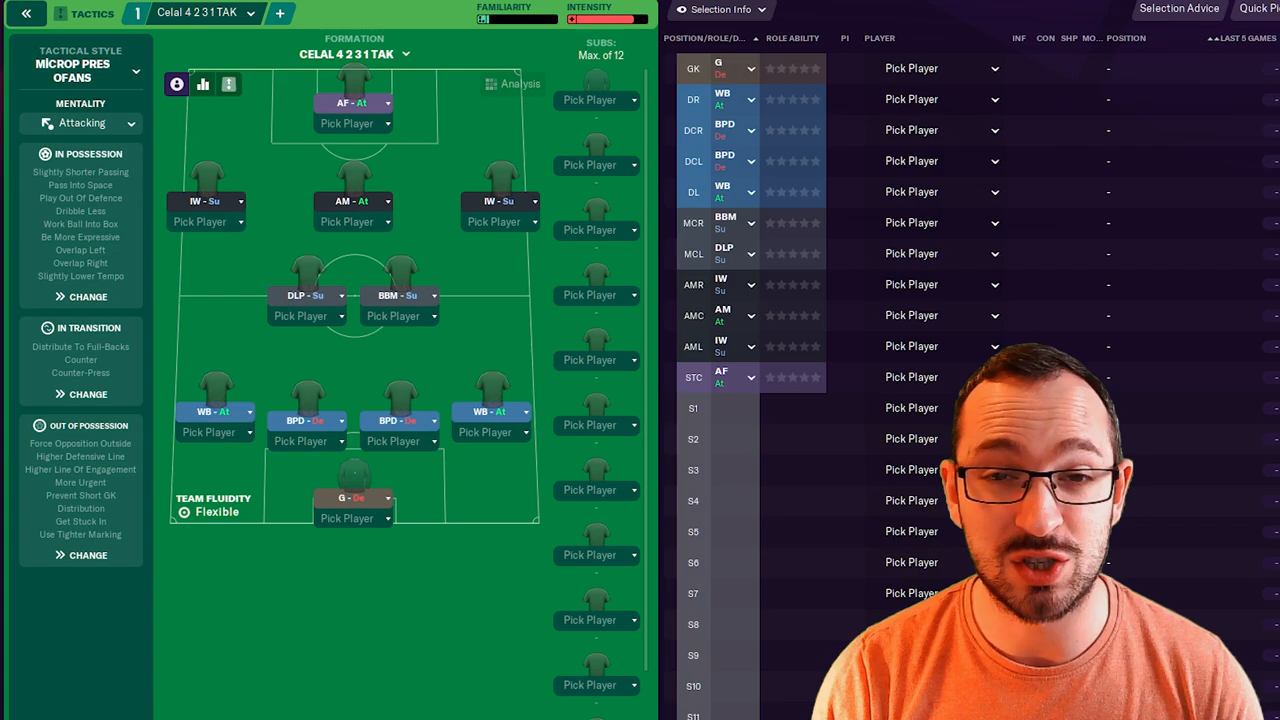 TACTICS
1
Celal 4 2 3 1 TAK
+
FAMILIARITY
INTENSITY
Selection Info
Selection Advice
Quick P
TACTICAL STYLE
MİCROP PRES
OFANS
MENTALITY
Attacking
IN POSSESSION
Slightly Shorter Passing
Pass Into Space
Play Out Of Defence
Dribble Less
Work Ball Into Box
Be More Expressive
Overlap Left
Overlap Right
Slightly Lower Tempo
CHANGE
IN TRANSITION
Distribute To Full-Backs
Counter
Counter-Press
CHANGE
OUT OF POSSESSION
Force Opposition Outside
Higher Defensive Line
Higher Line Of Engagement
More Urgent
Prevent Short GK
Distribution
Get Stuck In
Use Tighter Marking
CHANGE
FORMATION
CELAL 4 2 3 1 TAK
Analysis
AF - At
Pick Player
IW - Su
Pick Player
AM - At
Pick Player
IW - Su
Pick Player
DLP - Su
Pick Player
BBM - Su
Pick Player
WB - At
Pick Player
BPD - De
Pick Player
BPD - De
Pick Player
WB - At
Pick Player
G - De
Pick Player
TEAM FLUIDITY
Flexible
SUBS:
Max. of 12
Pick Player
-
Pick Player
-
Pick Player
-
Pick Player
-
Pick Player
-
Pick Player
-
Pick Player
-
Pick Player
-
Pick Player
-
Pick Player
-
POSITION/ROLE/D... ROLE ABILITY PI PLAYER INF CON SHP MO... POSITION LAST 5 GAMES
GK G De Pick Player - -
DR WB At Pick Player - -
DCR BPD De Pick Player - -
DCL BPD De Pick Player - -
DL WB At Pick Player - -
MCR BBM Su Pick Player - -
MCL DLP Su Pick Player - -
AMR IW Su Pick Player - -
AMC AM At Pick Player - -
AML IW Su Pick Player - -
STC AF At Pick Player - -
S1 Pick Player - -
S2 Pick Player - -
S3 Pick Player - -
S4 Pick Player - -
S5 Pick Player - -
S6 Pick Player - -
S7 Pick Player - -
S8
S9
S10
S11